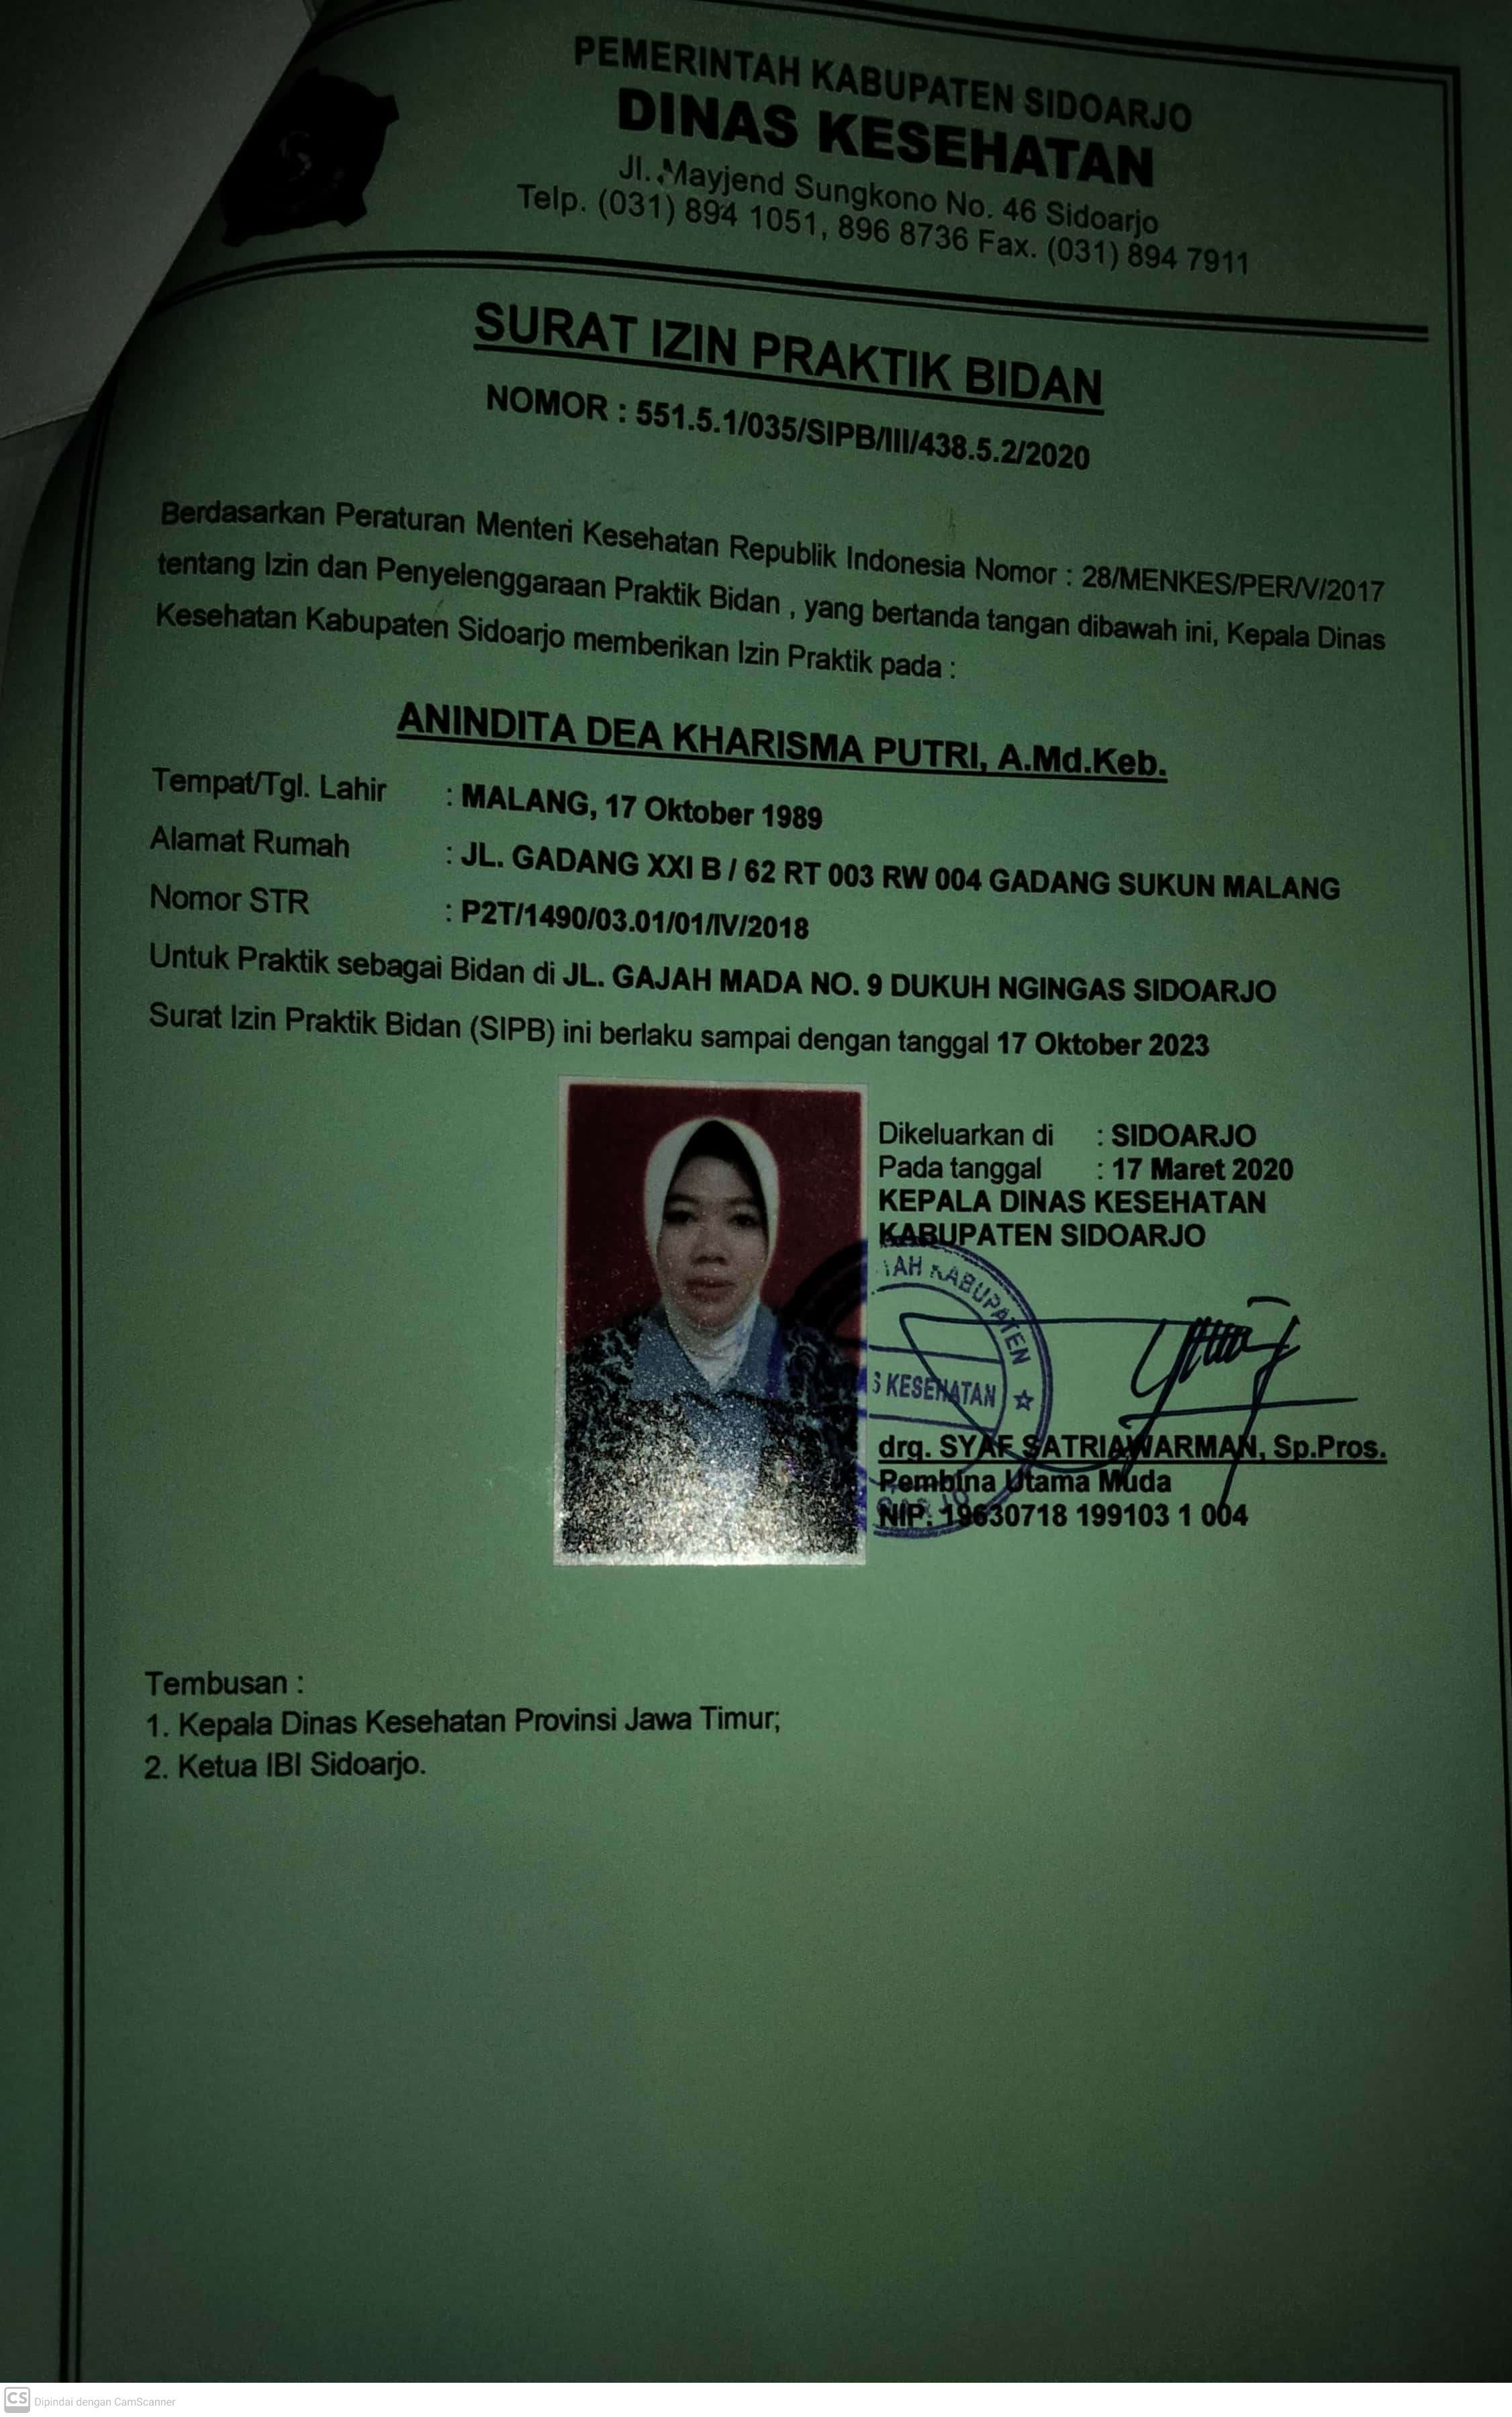 PEMERINTAH KABUPATEN SIDOARJO
DINAS KESEHATAN
Jl. Mayjend Sungkono No. 46 Sidoarjo
Telp. (031) 894 1051, 896 8736 Fax. (031) 894 7911
SURAT IZIN PRAKTIK BIDAN
NOMOR : 551.5.1/035/SIPB/III/438.5.2/2020
Berdasarkan Peraturan Menteri Kesehatan Republik Indonesia Nomor : 28/MENKES/PER/V/2017
tentang Izin dan Penyelenggaraan Praktik Bidan , yang bertanda tangan dibawah ini, Kepala Dinas
Kesehatan Kabupaten Sidoarjo memberikan Izin Praktik pada :
ANINDITA DEA KHARISMA PUTRI, A.Md.Keb.
Tempat/Tgl. Lahir : MALANG, 17 Oktober 1989
Alamat Rumah : JL. GADANG XXI B / 62 RT 003 RW 004 GADANG SUKUN MALANG
Nomor STR : P2T/1490/03.01/01/IV/2018
Untuk Praktik sebagai Bidan di JL. GAJAH MADA NO. 9 DUKUH NGINGAS SIDOARJO
Surat Izin Praktik Bidan (SIPB) ini berlaku sampai dengan tanggal 17 Oktober 2023
Dikeluarkan di : SIDOARJO
Pada tanggal : 17 Maret 2020
KEPALA DINAS KESEHATAN
KABUPATEN SIDOARJO
KABUPATEN
KESEHATAN
drg. SYAF SATRIAWARMAN, Sp.Pros.
Pembina Utama Muda
NIP. 19630718 199103 1 004
Tembusan :
1. Kepala Dinas Kesehatan Provinsi Jawa Timur;
2. Ketua IBI Sidoarjo.
CS Dipindai dengan CamScanner